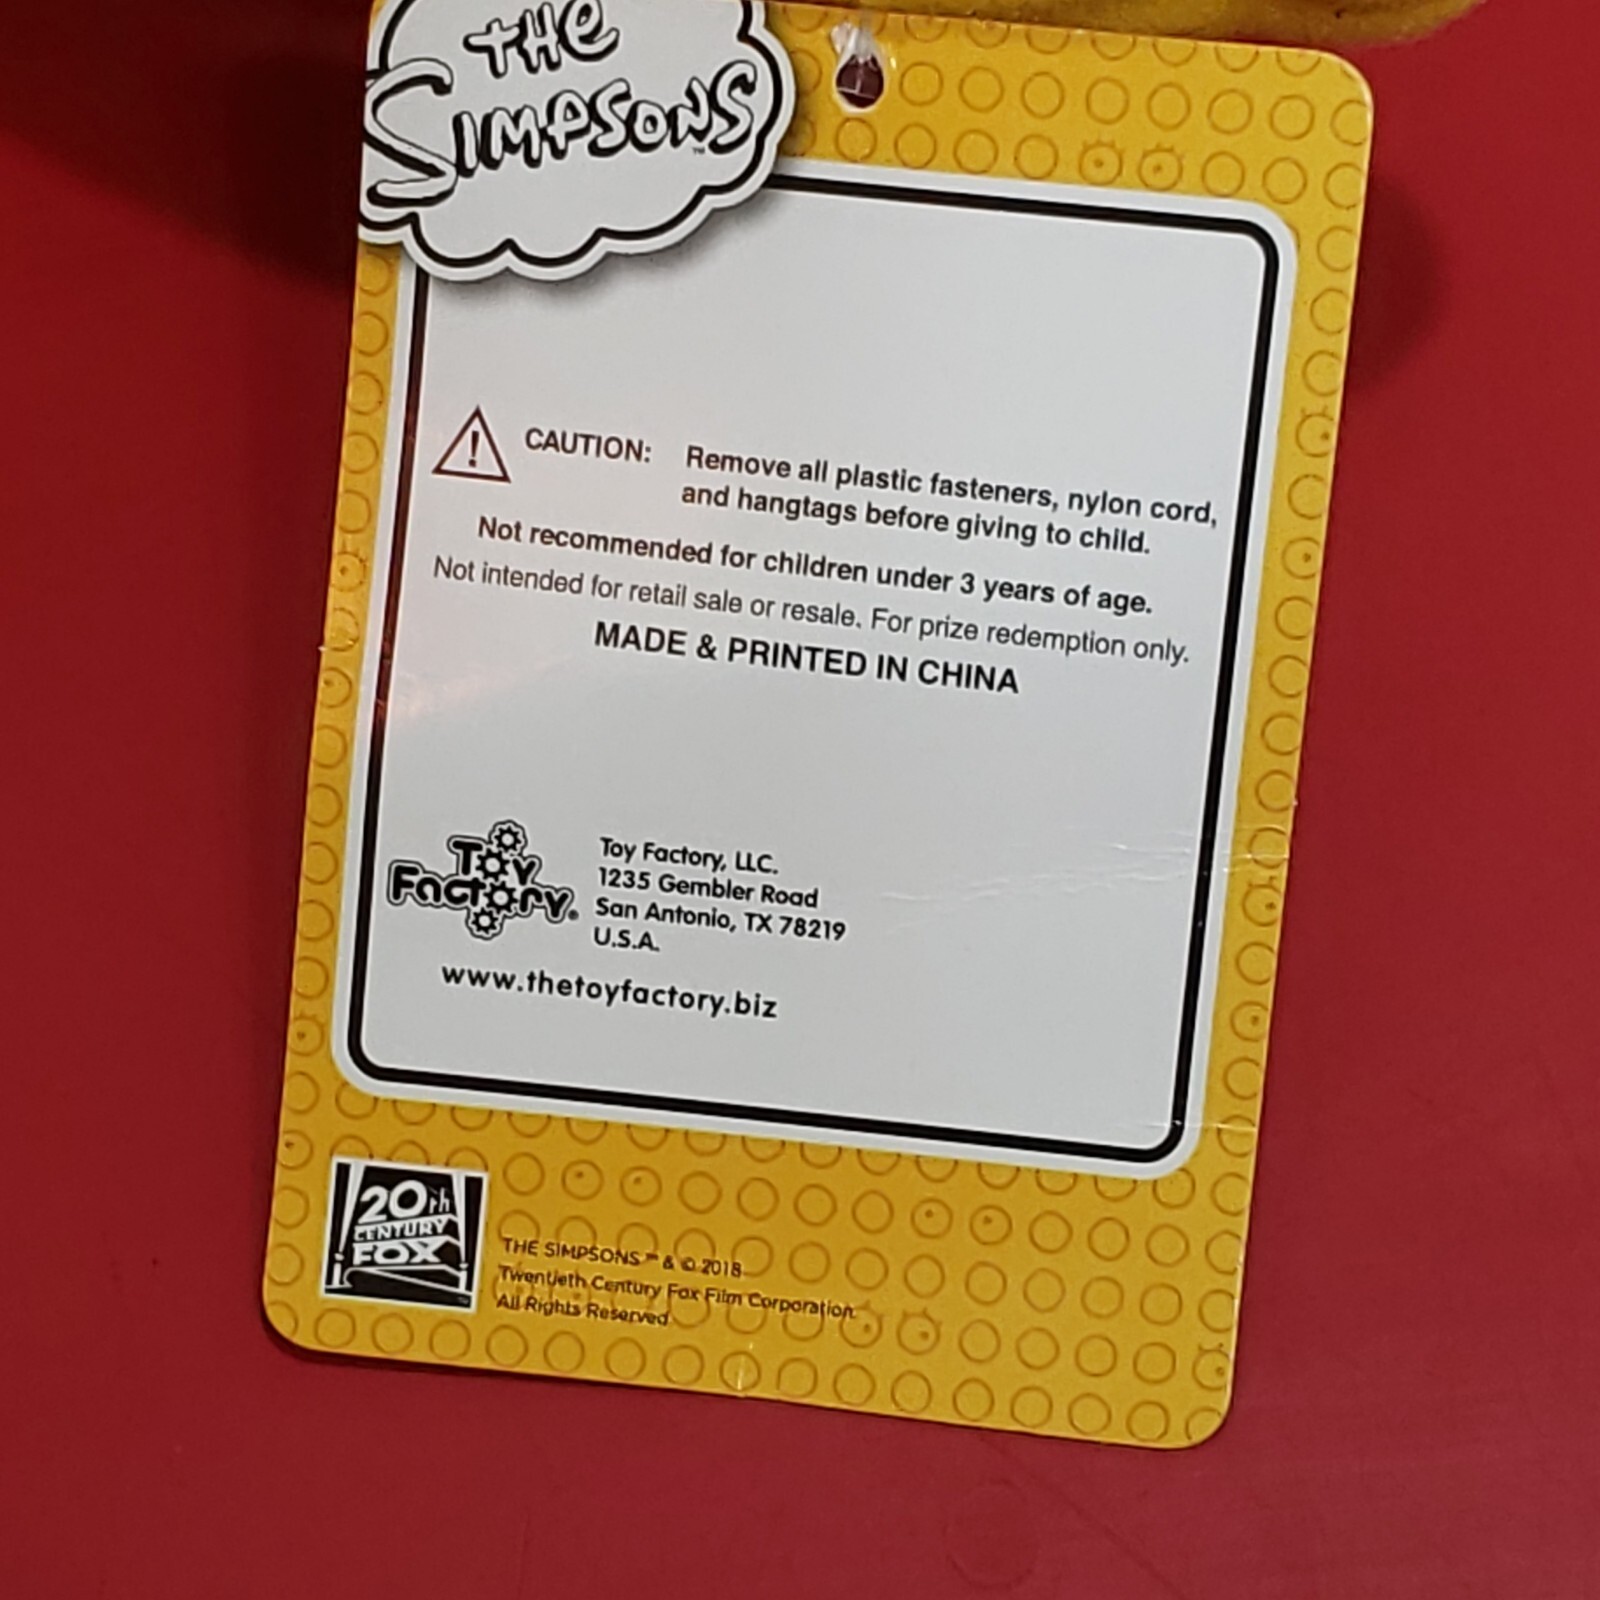 THE
SIMPSONS™
! CAUTION: Remove all plastic fasteners, nylon cord,
and hangtags before giving to child.
Not recommended for children under 3 years of age.
Not intended for retail sale or resale. For prize redemption only.
MADE & PRINTED IN CHINA
TOY
FACTORY®
Toy Factory, LLC.
1235 Gembler Road
San Antonio, TX 78219
U.S.A.
www.thetoyfactory.biz
20th
CENTURY
FOX
THE SIMPSONS ™ & © 2018
Twentieth Century Fox Film Corporation.
All Rights Reserved